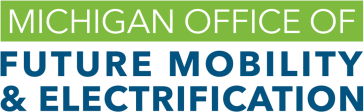 MICHIGAN OFFICE OF
FUTURE MOBILITY
& ELECTRIFICATION